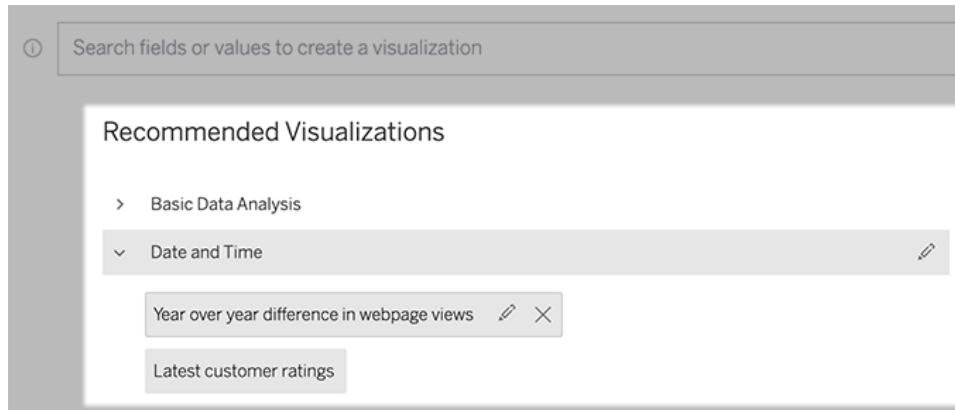 Search fields or values to create a visualization
Recommended Visualizations
Basic Data Analysis
Date and Time
Year over year difference in webpage views
Latest customer ratings